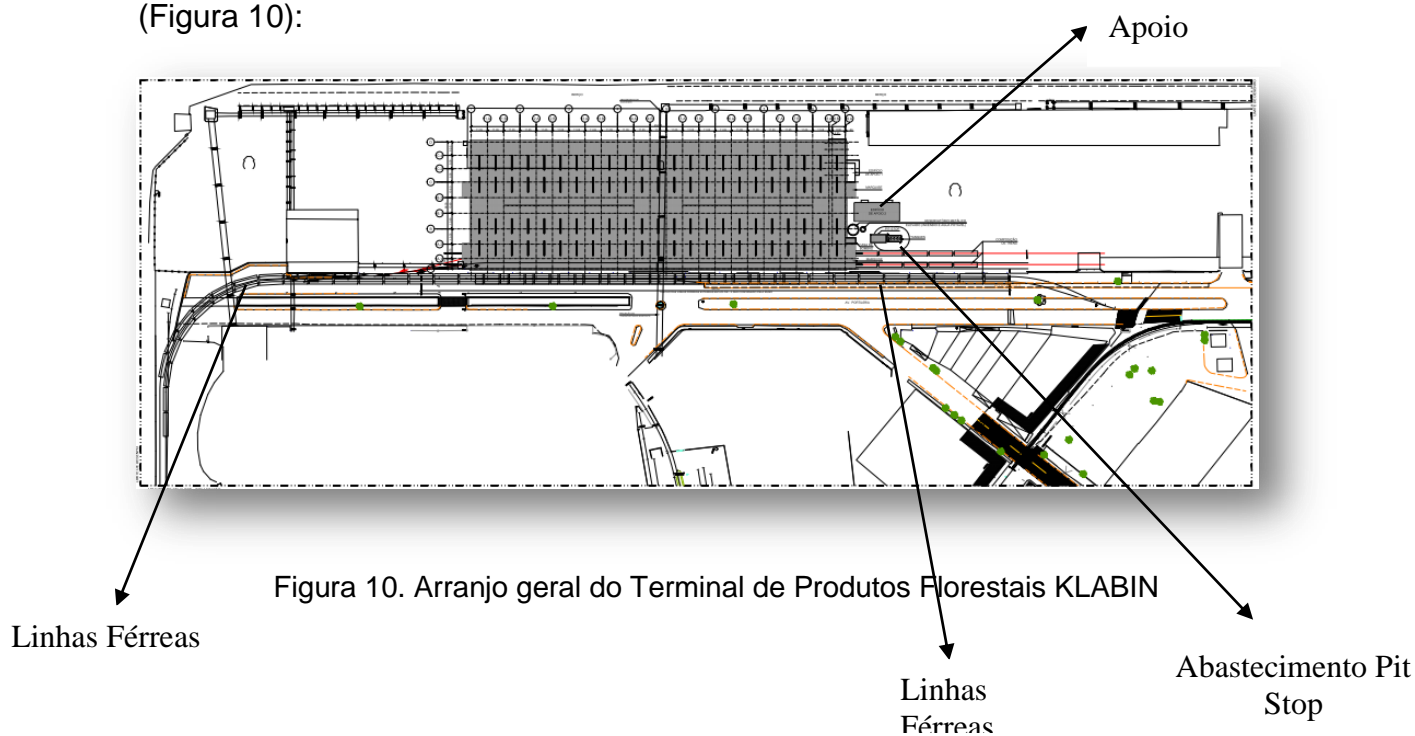 (Figura 10):
Apoio
Figura 10. Arranjo geral do Terminal de Produtos Florestais KLABIN
Linhas Férreas
Linhas
Férreas
Abastecimento Pit
Stop